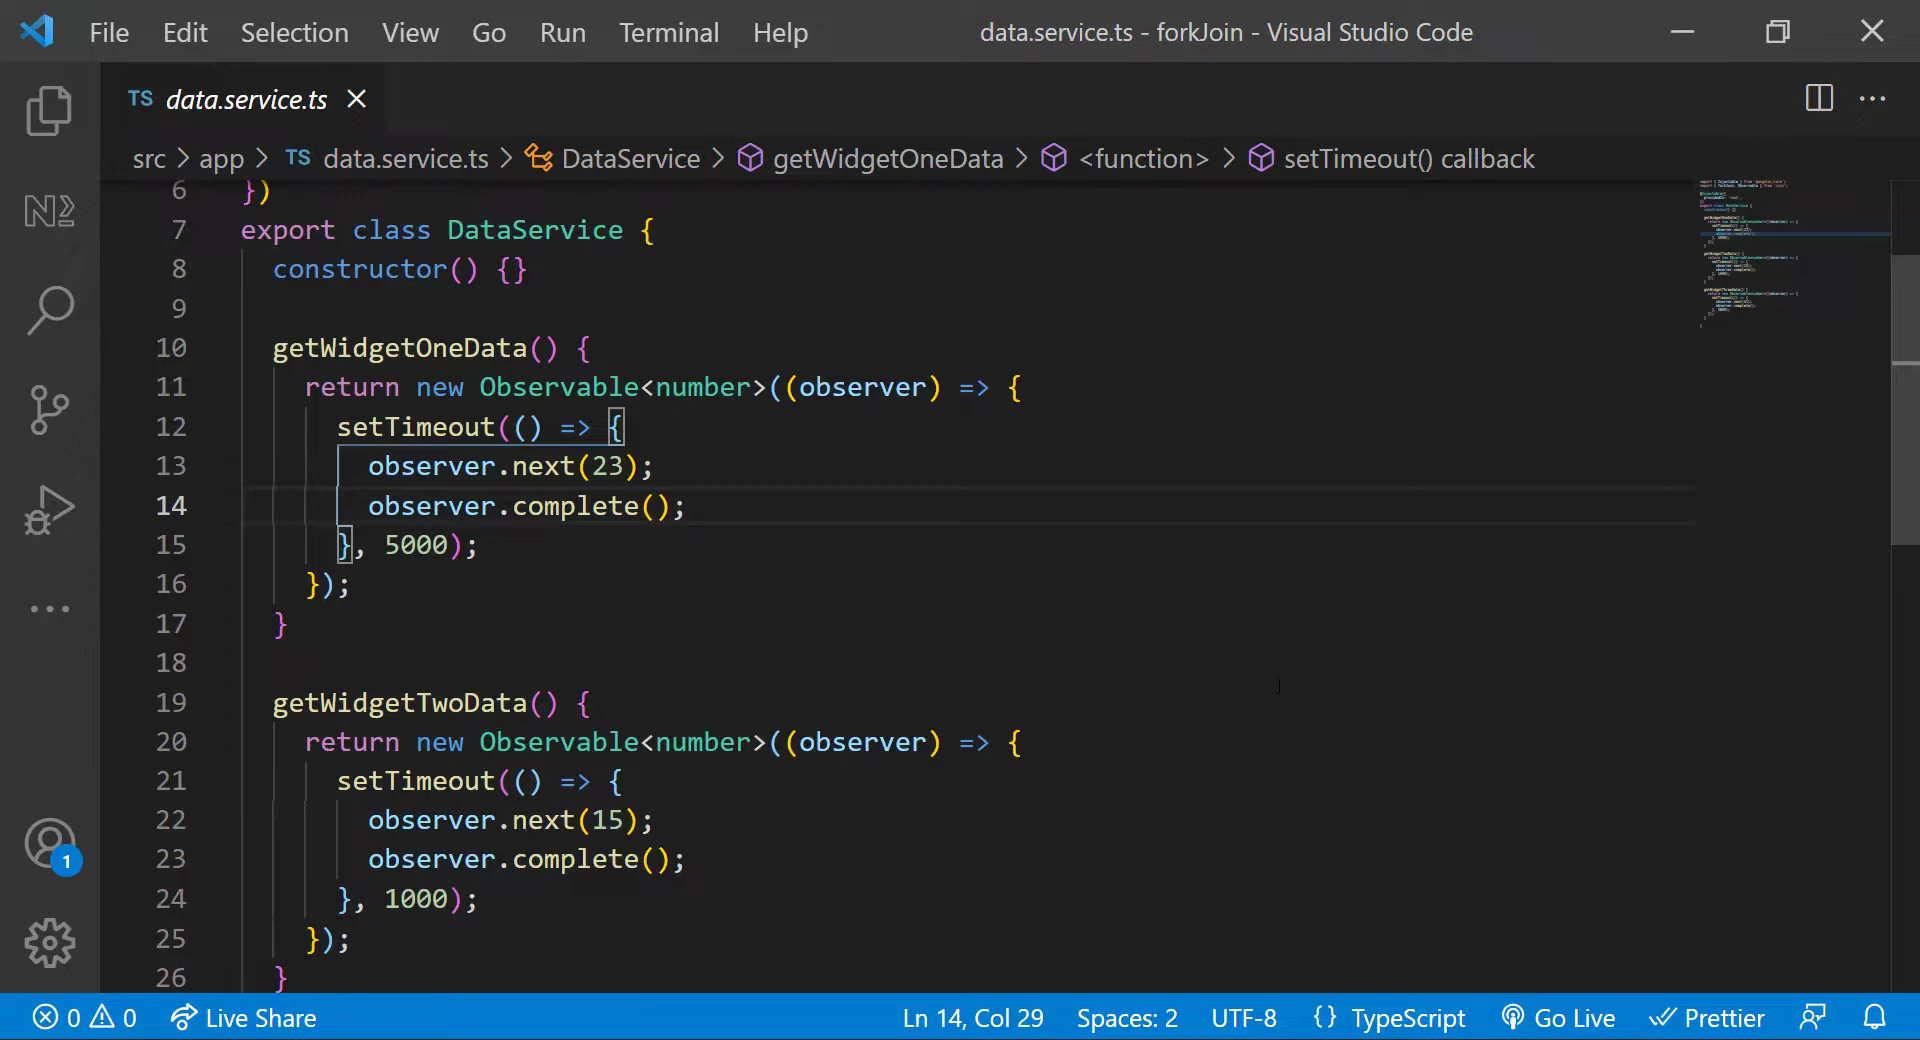 File Edit Selection View Go Run Terminal Help data.service.ts - forkJoin - Visual Studio Code
TS data.service.ts
src > app > TS data.service.ts > DataService > getWidgetOneData > <function> > setTimeout() callback
6 })
7 export class DataService {
8 constructor() {}
9
10 getWidgetOneData() {
11 return new Observable<number>((observer) => {
12 setTimeout(() => {
13 observer.next(23);
14 observer.complete();
15 }, 5000);
16 });
17 }
18
19 getWidgetTwoData() {
20 return new Observable<number>((observer) => {
21 setTimeout(() => {
22 observer.next(15);
23 observer.complete();
24 }, 1000);
25 });
26 }
1
0 0 Live Share Ln 14, Col 29 Spaces: 2 UTF-8 {} TypeScript Go Live Prettier